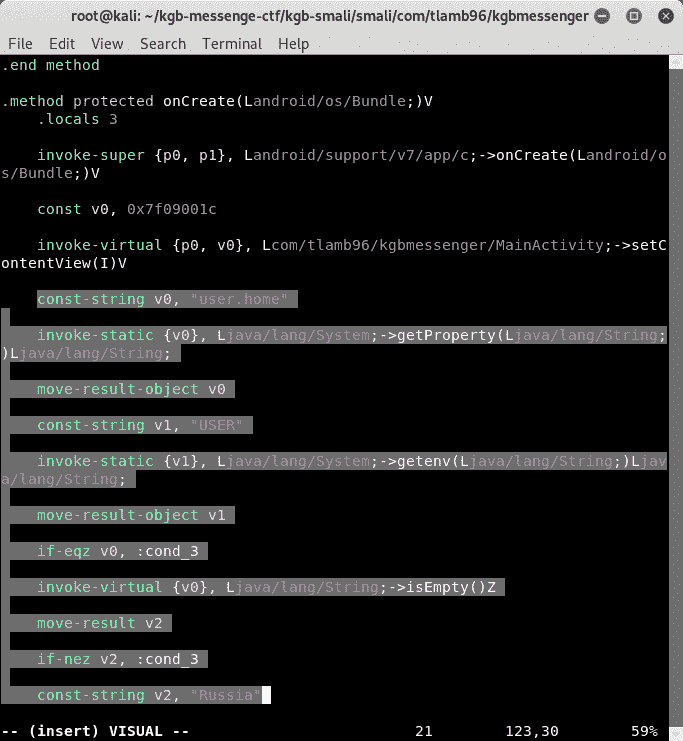 root@kali: ~/kgb-messenge-ctf/kgb-smali/smali/com/tlamb96/kgbmessenger
File Edit View Search Terminal Help
.end method
.method protected onCreate(Landroid/os/Bundle;)V
.locals 3
invoke-super {p0, p1}, Landroid/support/v7/app/c;->onCreate(Landroid/o
s/Bundle;)V
const v0, 0x7f09001c
invoke-virtual {p0, v0}, Lcom/tlamb96/kgbmessenger/MainActivity;->setC
ontentView(I)V
const-string v0, "user.home"
invoke-static {v0}, Ljava/lang/System;->getProperty(Ljava/lang/String;
)Ljava/lang/String;
move-result-object v0
const-string v1, "USER"
invoke-static {v1}, Ljava/lang/System;->getenv(Ljava/lang/String;)Ljav
a/lang/String;
move-result-object v1
if-eqz v0, :cond_3
invoke-virtual {v0}, Ljava/lang/String;->isEmpty()Z
move-result v2
if-nez v2, :cond_3
const-string v2, "Russia"
-- (insert) VISUAL -- 21 123,30 59%